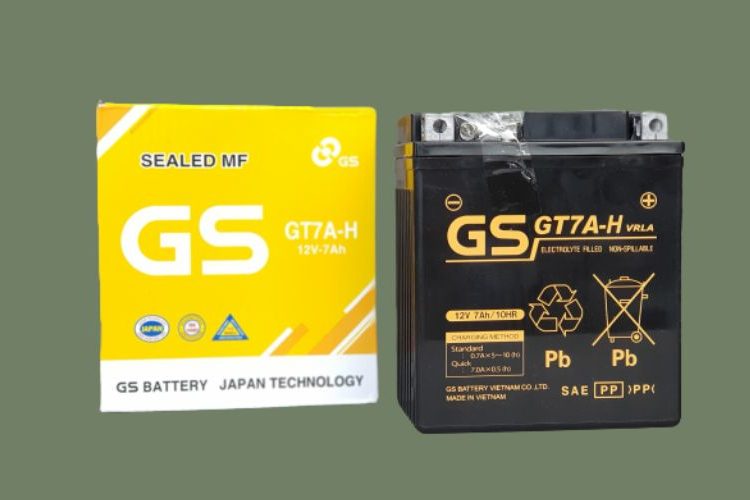 SEALED MF
GS
GS
GT7A-H
12V-7Ah
JAPAN
GS BATTERY JAPAN TECHNOLOGY
GS GT7A-H VRLA
ELECTROLYTE FILLED NON-SPILLABLE
12V 7Ah/10HR
CHARGING METHOD
Standard
0.7A×5~10 (h)
Quick
7.0A×0.5 (h)
Pb
Pb
GS BATTERY VIETNAM CO.,LTD.
MADE IN VIETNAM
SAE PP >PP<